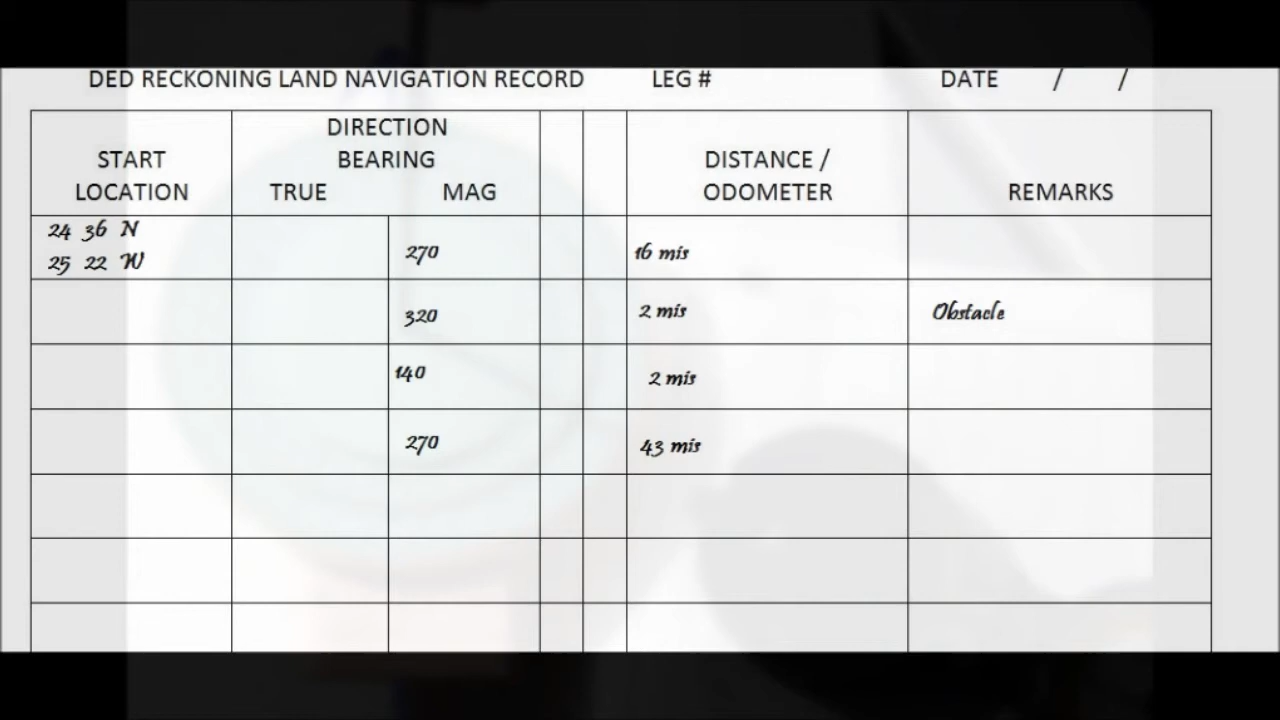 DED RECKONING LAND NAVIGATION RECORD LEG # DATE / /
START LOCATION
DIRECTION BEARING
TRUE MAG
DISTANCE / ODOMETER
REMARKS
24 36 N
25 22 W
270 16 mis
320 2 mis Obstacle
140 2 mis
270 43 mis